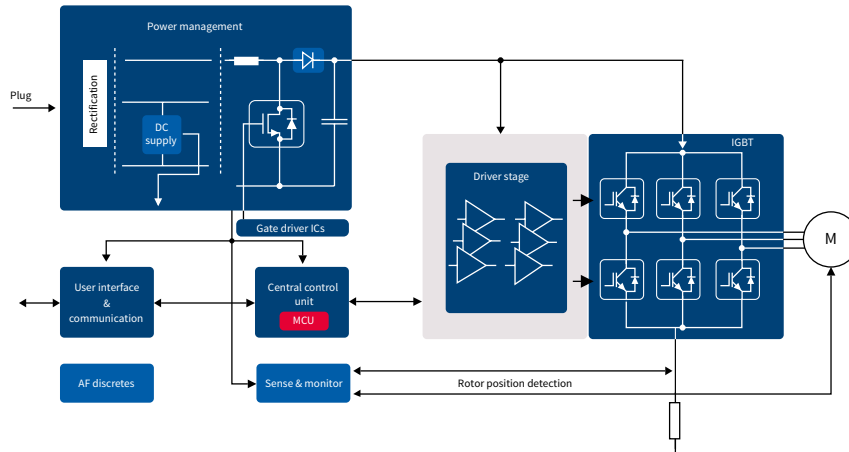 Power management
Plug
Rectification
DC
supply
IGBT
Driver stage
Gate driver ICs
M
User interface
&
communication
Central control
unit
MCU
AF discretes
Sense & monitor
Rotor position detection